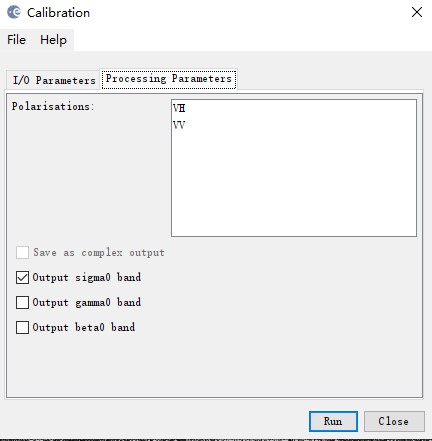 Calibration
File Help
I/O Parameters Processing Parameters
Polarisations:
VH
VV
Save as complex output
Output sigma0 band
Output gamma0 band
Output beta0 band
Run Close